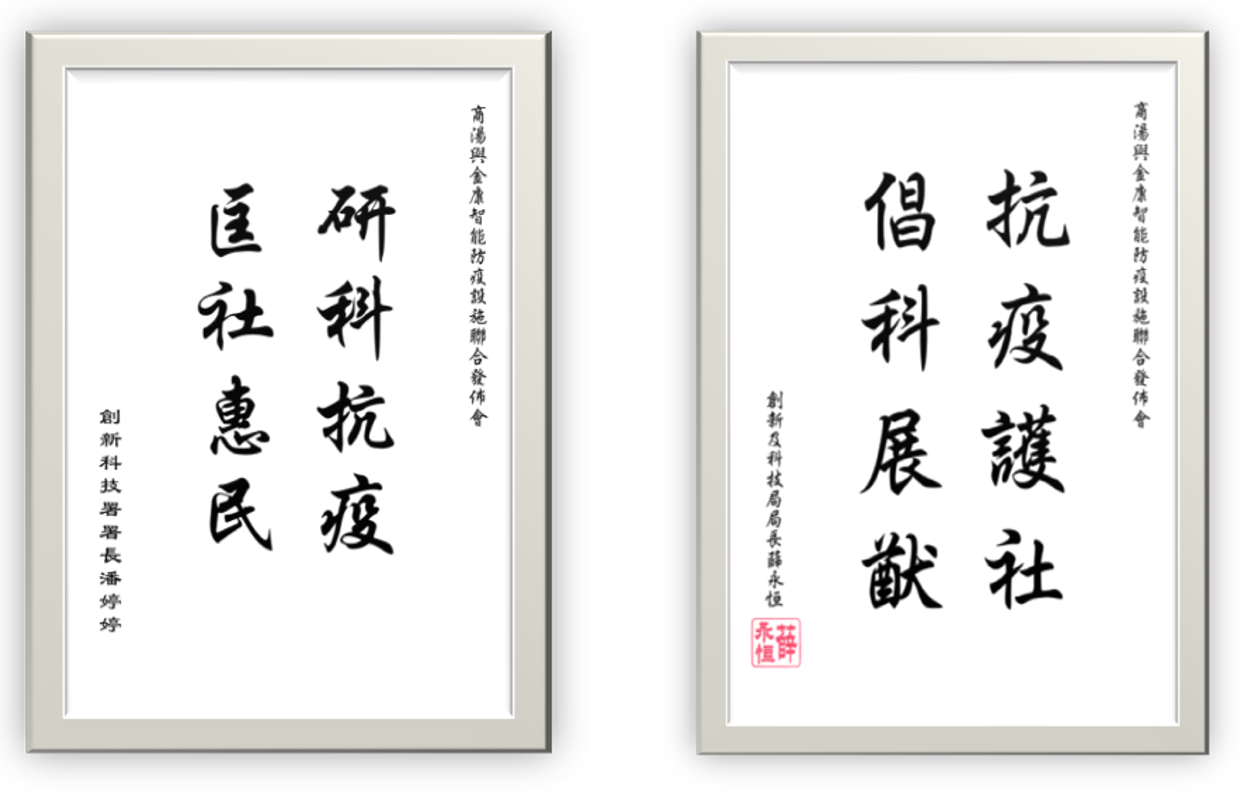 商湯與金康智能防疫設施聯合發佈會
研科抗疫
匡社惠民
創新科技署署長潘婷婷
商湯與金康智能防疫設施聯合發佈會
抗疫護社
倡科展猷
創新及科技局局長薛永恒
薛永恒